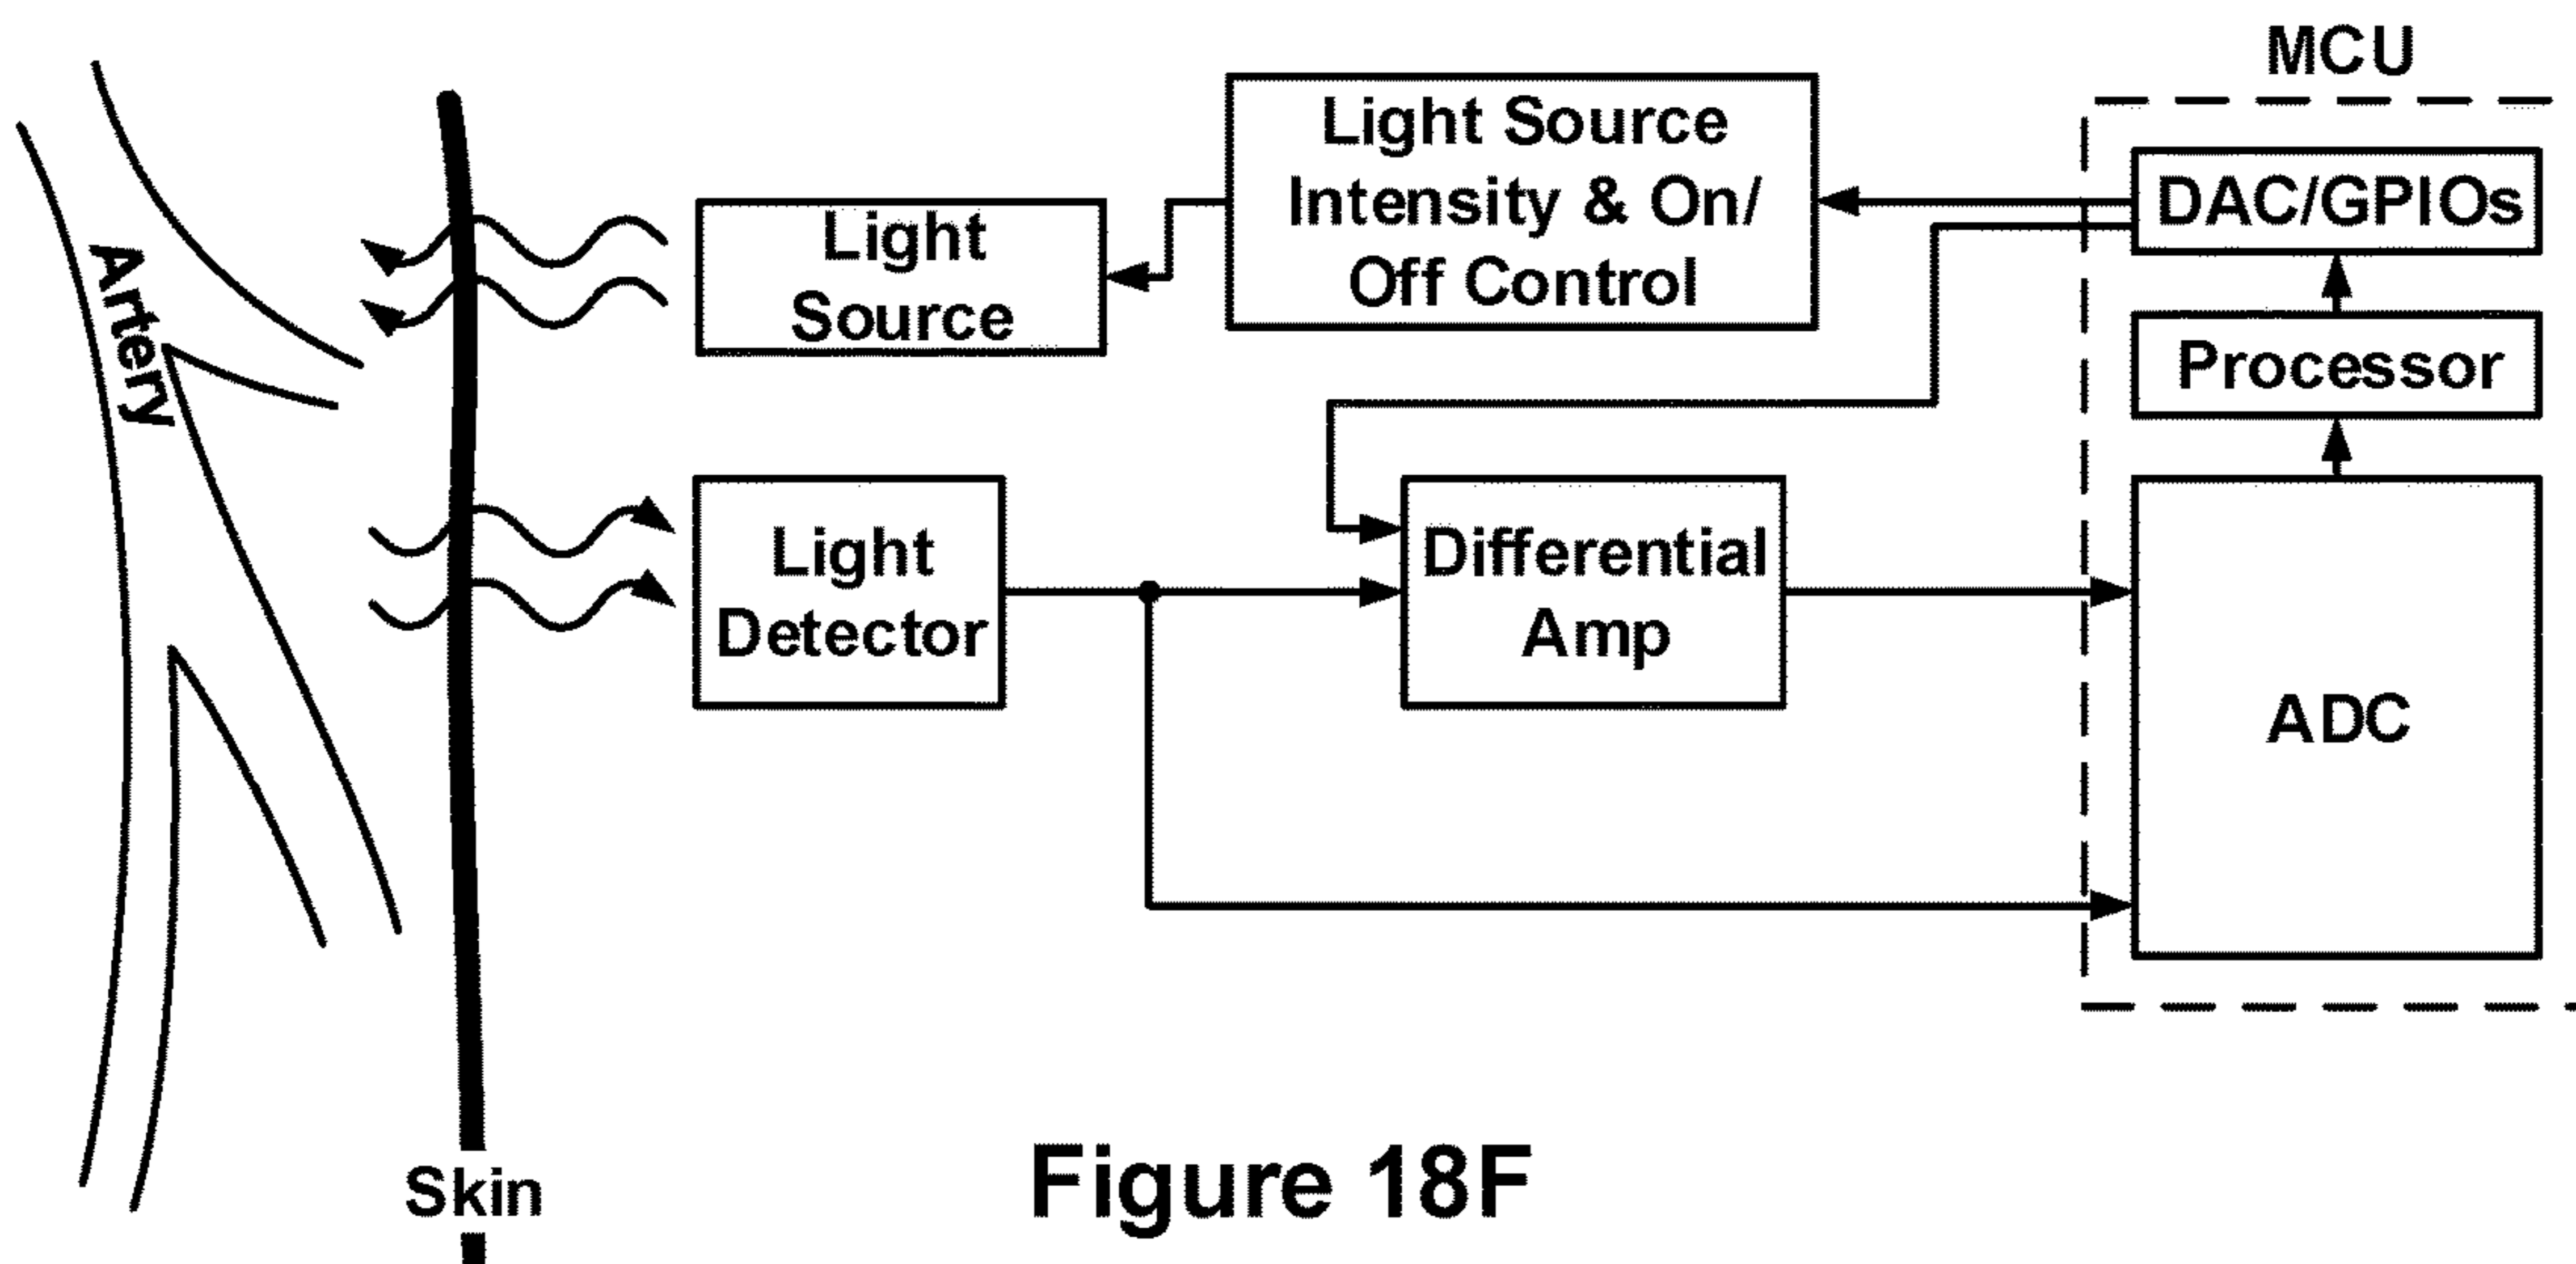 MCU
Light Source
Intensity & On/
Off Control
DAC/GPIOs
Light
Source
Artery
Processor
Light
Detector
Differential
Amp
ADC
Skin
Figure 18F